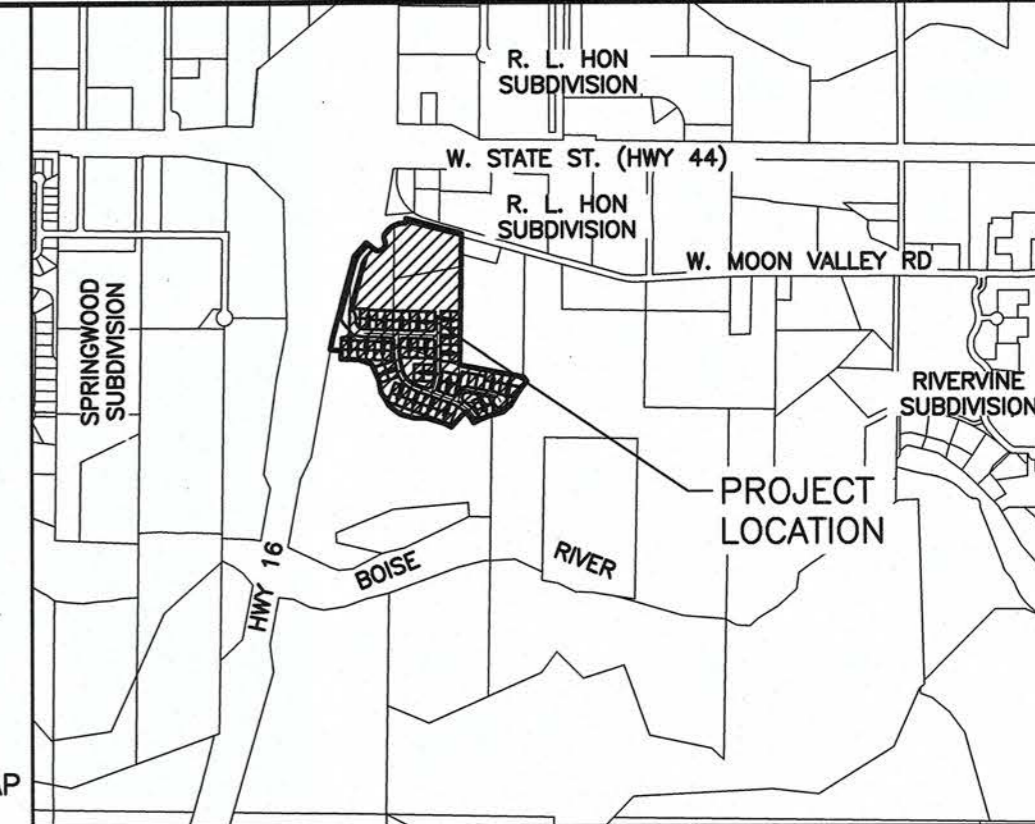 R. L. HON
SUBDIVISION
W. STATE ST. (HWY 44)
R. L. HON
SUBDIVISION
W. MOON VALLEY RD
SPRINGWOOD
SUBDIVISION
RIVERVINE
SUBDIVISION
PROJECT
LOCATION
BOISE
RIVER
HWY 16